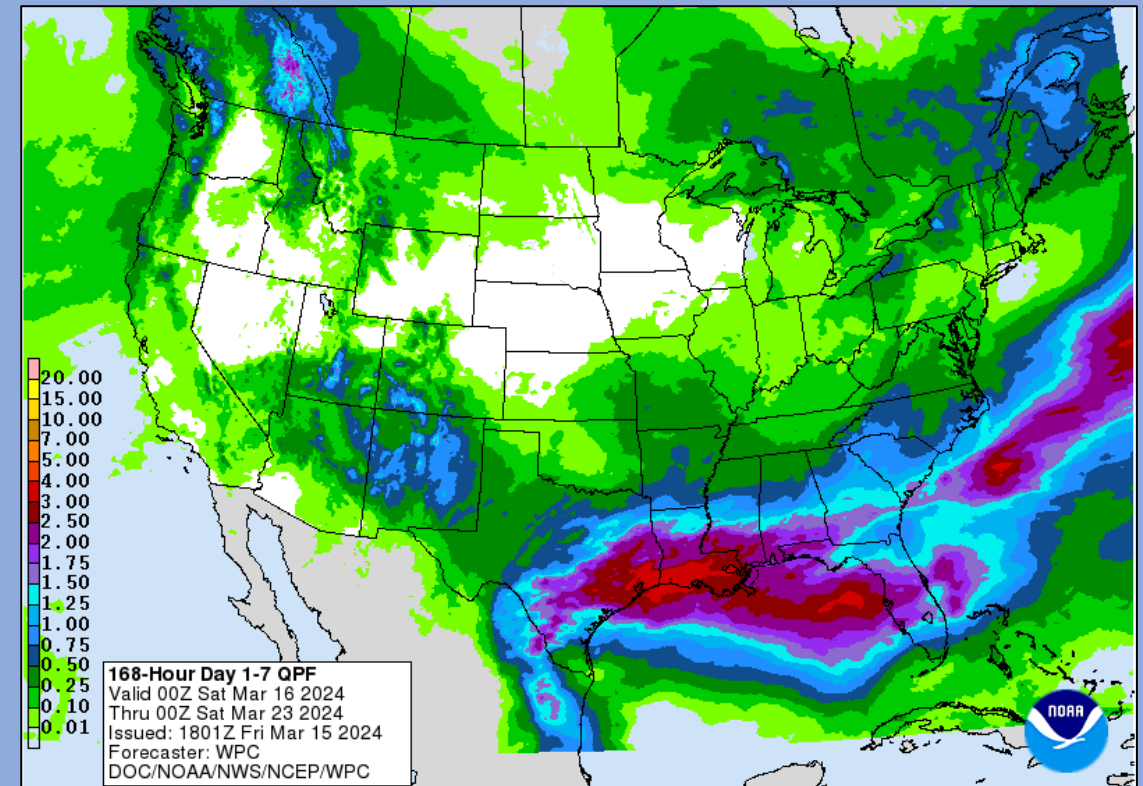 20.00
15.00
10.00
7.00
5.00
4.00
3.00
2.50
2.00
1.75
1.50
1.25
1.00
0.75
0.50
0.25
0.10
0.01
168-Hour Day 1-7 QPF
Valid 00Z Sat Mar 16 2024
Thru 00Z Sat Mar 23 2024
Issued: 1801Z Fri Mar 15 2024
Forecaster: WPC
DOC/NOAA/NWS/NCEP/WPC
NOAA